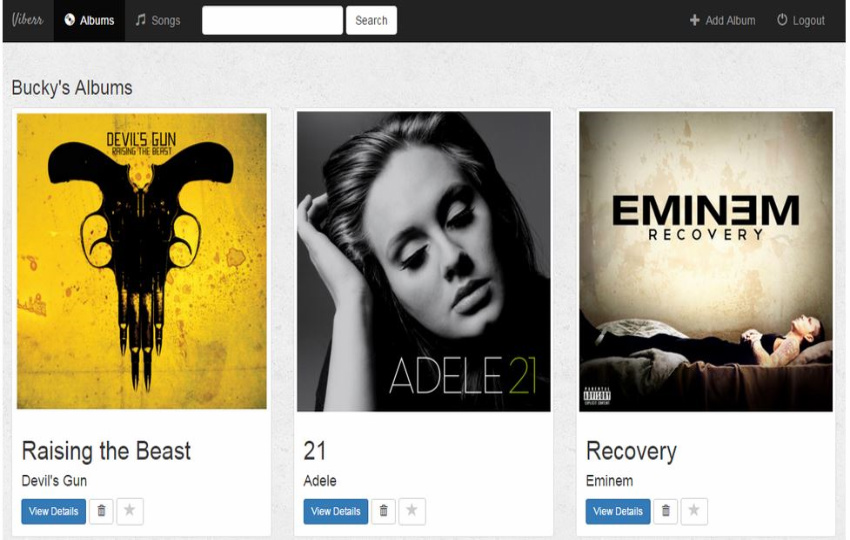 Viberr Albums Songs Search Add Album Logout
Bucky's Albums
DEVIL'S GUN
RAISING THE BEAST
ADELE 21
EMINEM
RECOVERY
PARENTAL
ADVISORY
EXPLICIT CONTENT
Raising the Beast
Devil's Gun
View Details
21
Adele
View Details
Recovery
Eminem
View Details